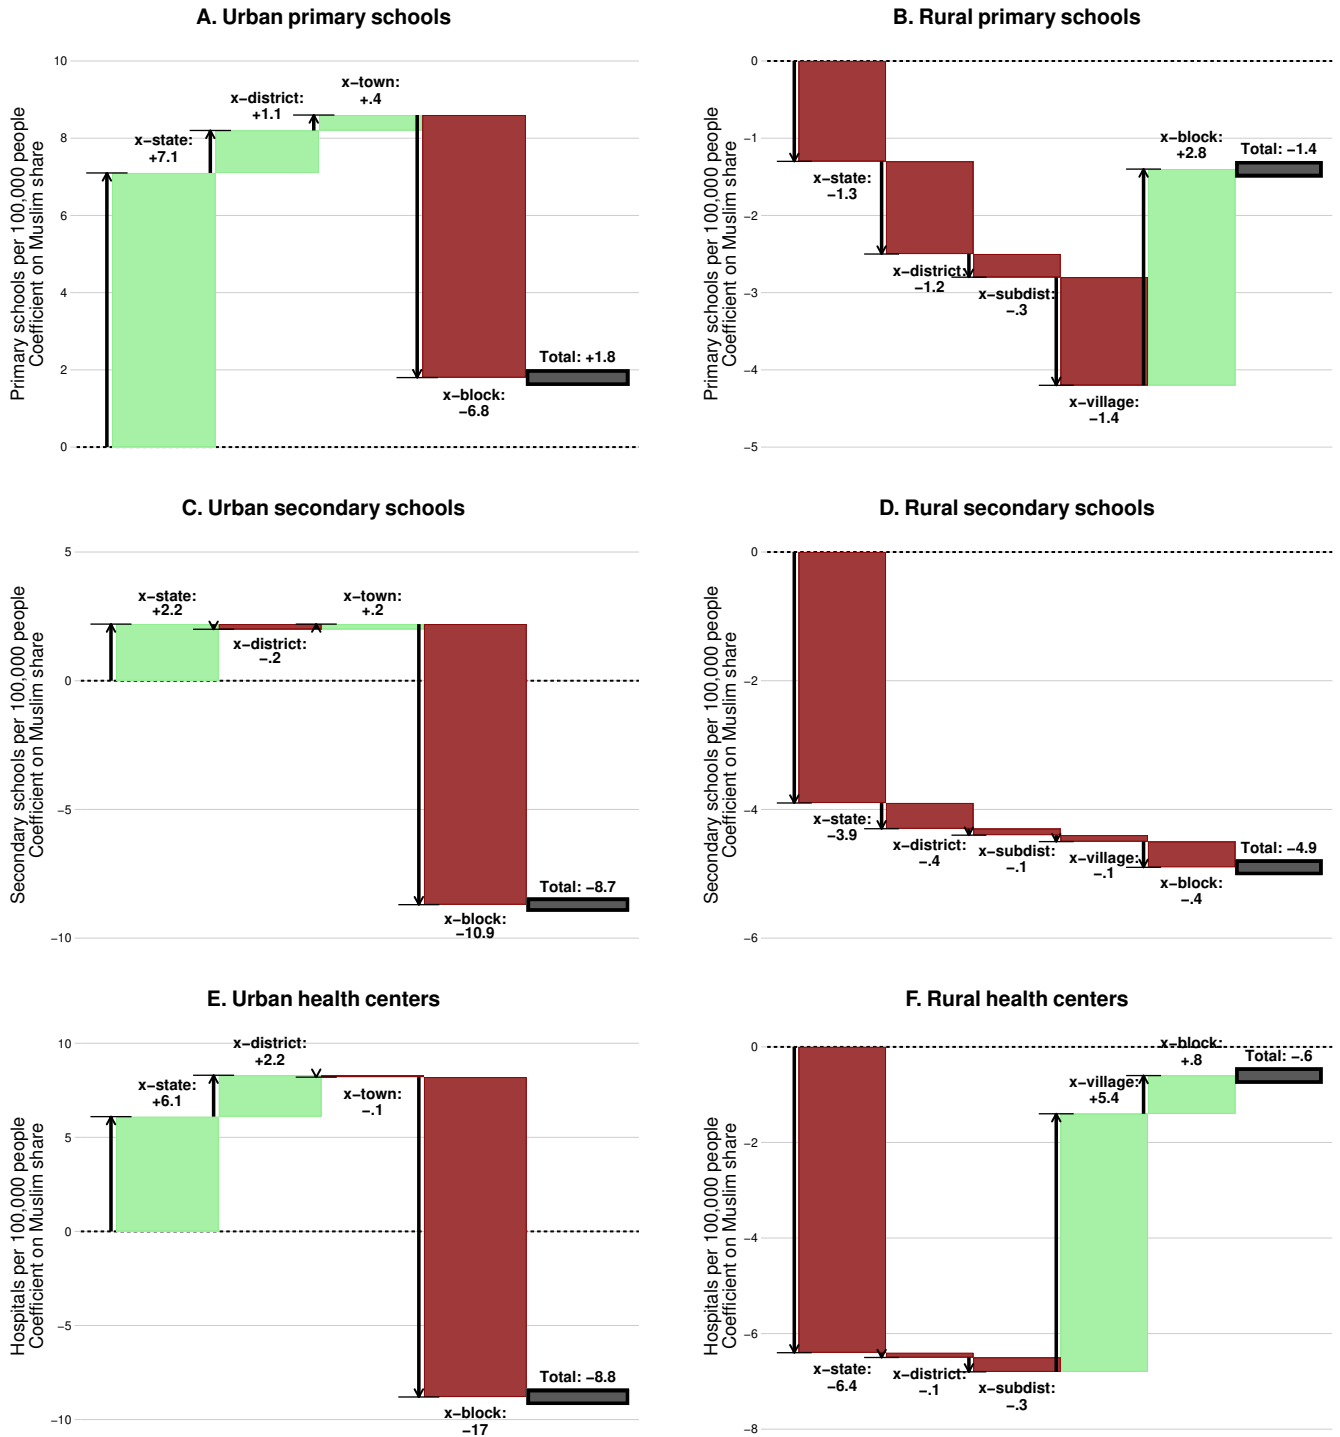 A. Urban primary schools
Primary schools per 100,000 people
Coefficient on Muslim share
10
8
6
4
2
0
x−state:
+7.1
x−district:
+1.1
x−town:
+.4
x−block:
−6.8
Total: +1.8
B. Rural primary schools
Primary schools per 100,000 people
Coefficient on Muslim share
0
−1
−2
−3
−4
−5
x−state:
−1.3
x−district:
−1.2
x−subdist:
−.3
x−village:
−1.4
x−block:
+2.8
Total: −1.4
C. Urban secondary schools
Secondary schools per 100,000 people
Coefficient on Muslim share
5
0
−5
−10
x−state:
+2.2
x−district:
−.2
x−town:
+.2
x−block:
−10.9
Total: −8.7
D. Rural secondary schools
Secondary schools per 100,000 people
Coefficient on Muslim share
0
−2
−4
−6
x−state:
−3.9
x−district:
−.4
x−subdist:
−.1
x−village:
−.1
x−block:
−.4
Total: −4.9
E. Urban health centers
Hospitals per 100,000 people
Coefficient on Muslim share
10
5
0
−5
−10
x−state:
+6.1
x−district:
+2.2
x−town:
−.1
x−block:
−17
Total: −8.8
F. Rural health centers
Hospitals per 100,000 people
Coefficient on Muslim share
0
−2
−4
−6
−8
x−state:
−6.4
x−district:
−.1
x−subdist:
−.3
x−village:
+5.4
x−block:
+.8
Total: −.6